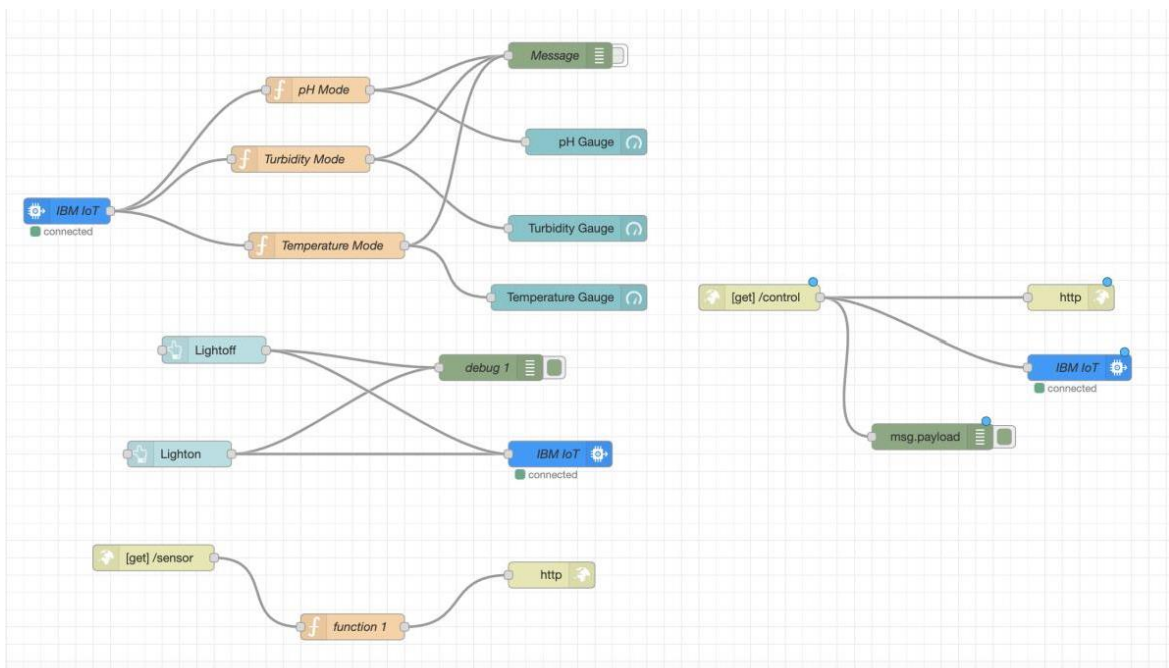 Message
pH Mode
pH Gauge
Turbidity Mode
IBM IoT
connected
Turbidity Gauge
Temperature Mode
Temperature Gauge
[get] /control
http
Lightoff
debug 1
IBM IoT
connected
msg.payload
Lighton
IBM IoT
connected
[get] /sensor
http
function 1